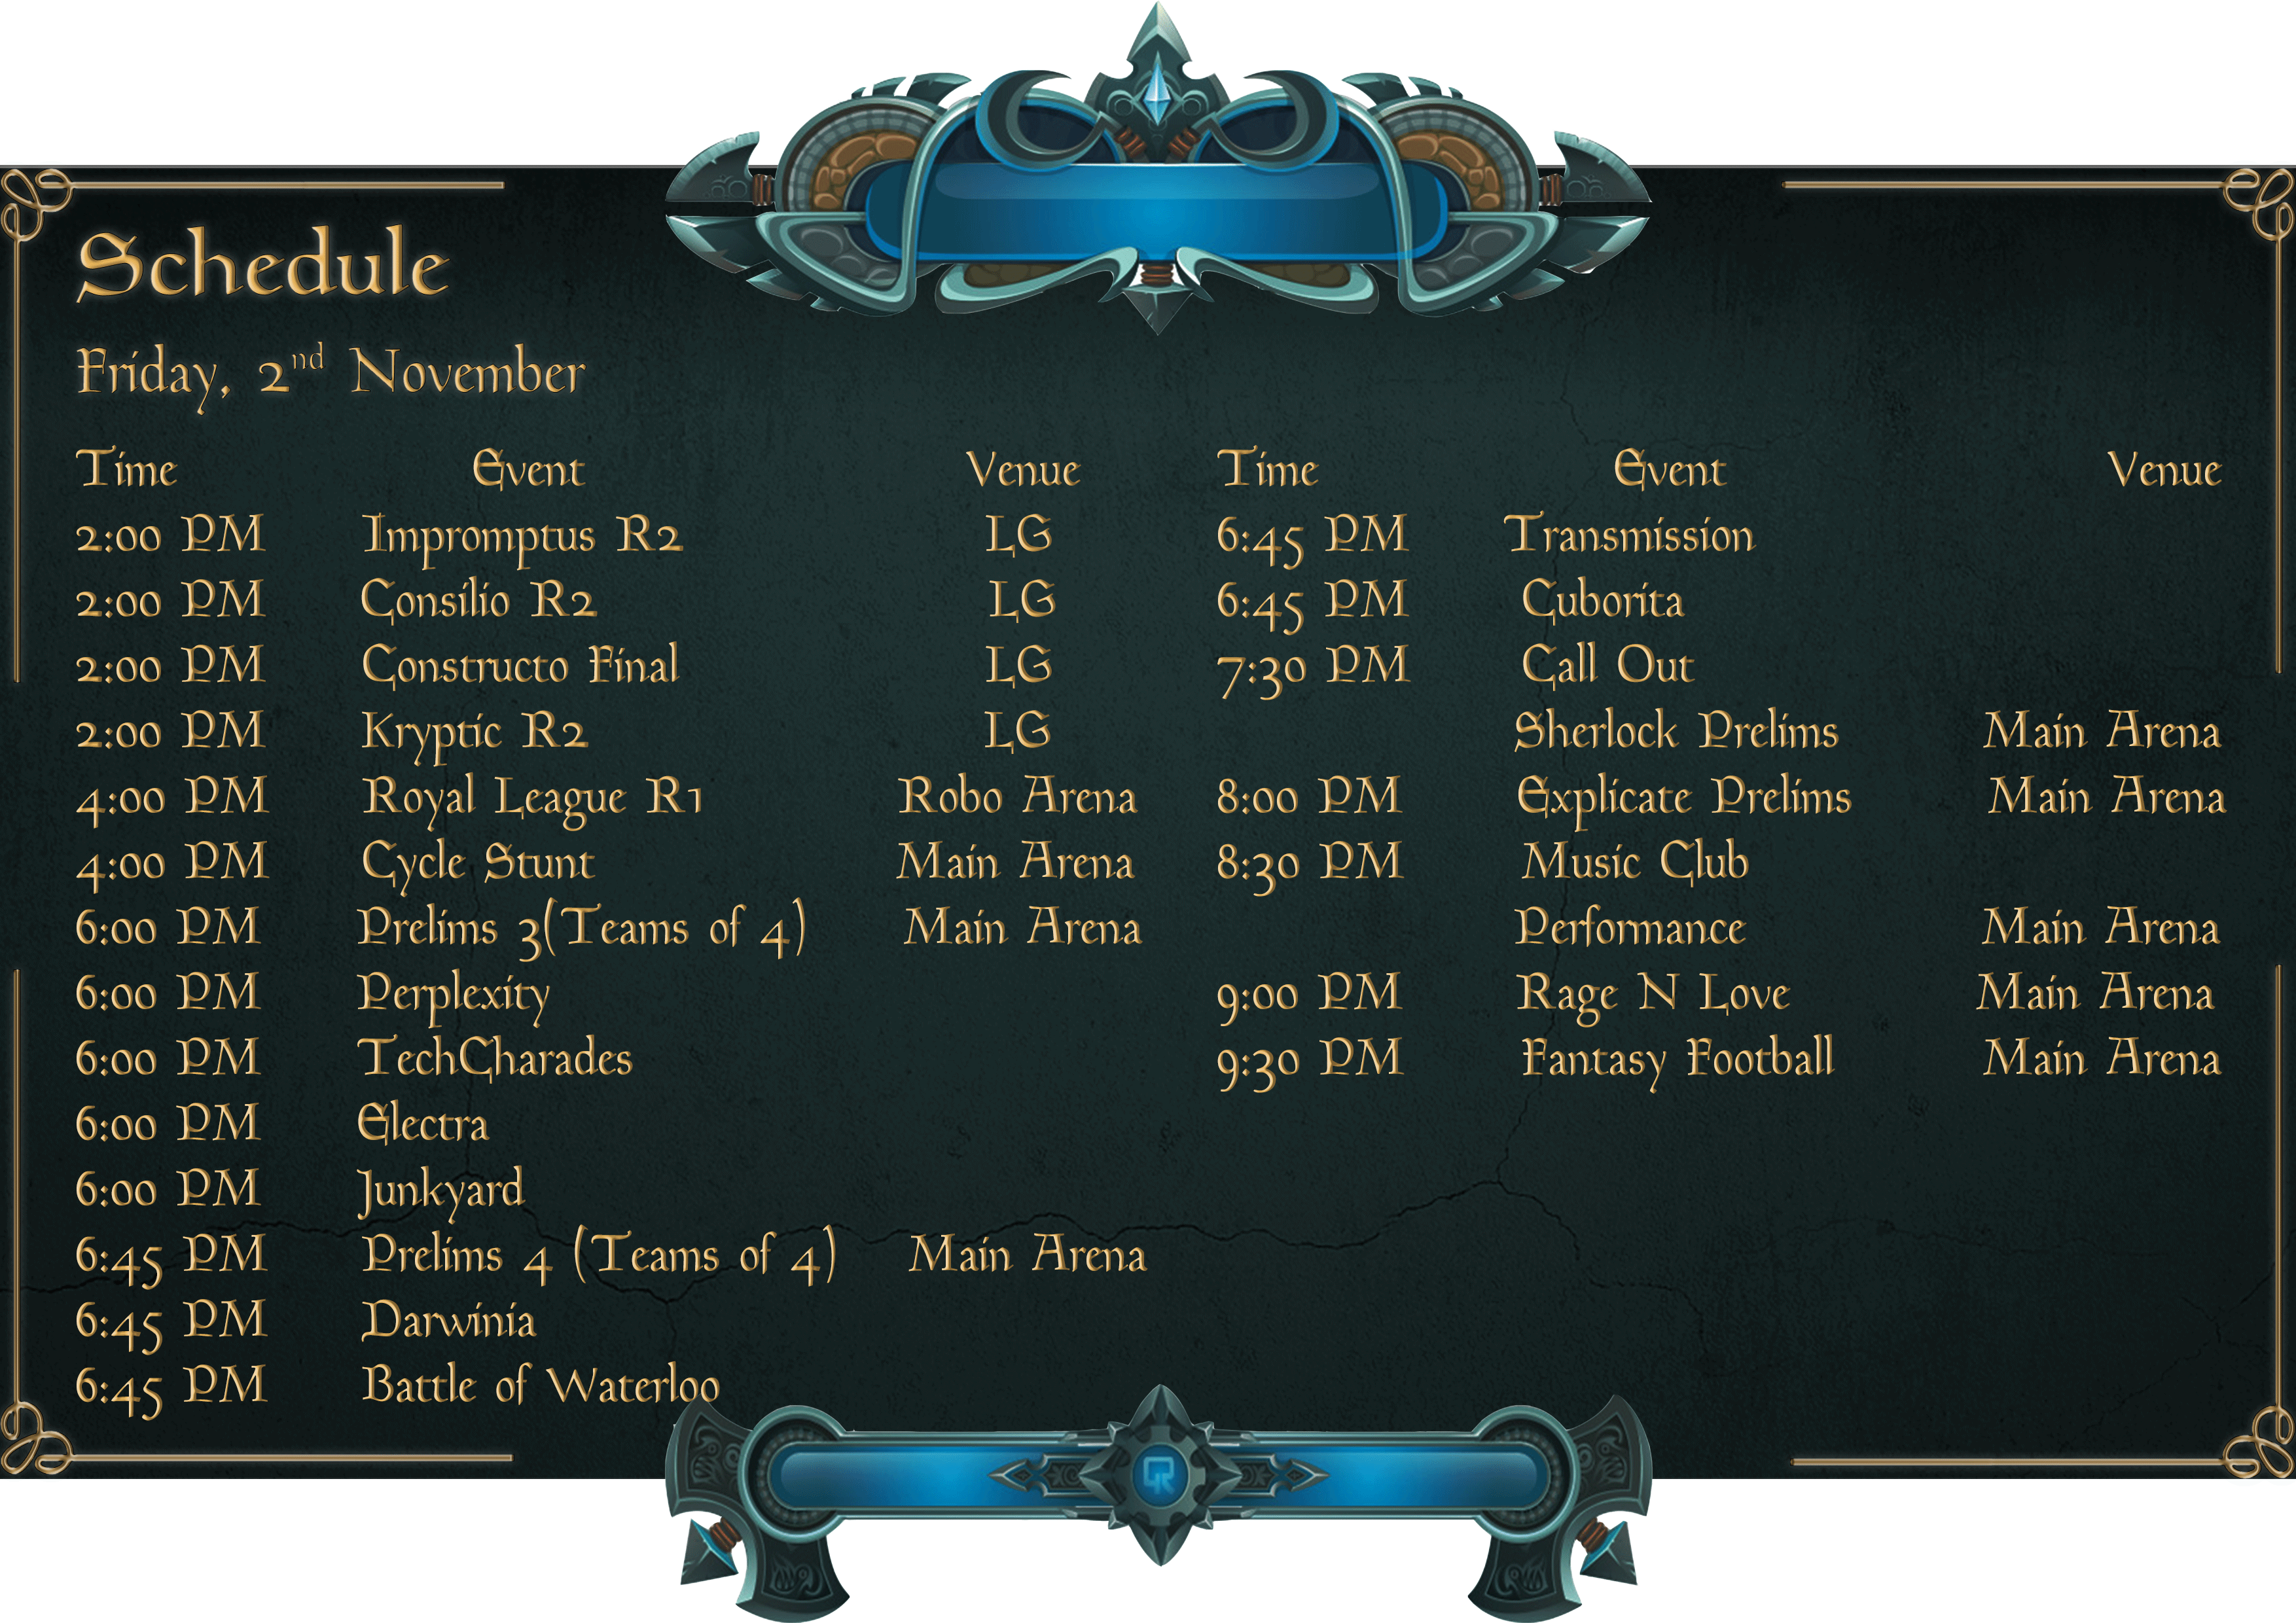 Schedule
Friday, 2nd November
Time Event Venue
2:00 PM Impromptus R2 LG
2:00 PM Consilio R2 LG
2:00 PM Constructo Final LG
2:00 PM Kryptic R2 LG
4:00 PM Royal League R1 Robo Arena
4:00 PM Cycle Stunt Main Arena
6:00 PM Prelims 3(Teams of 4) Main Arena
6:00 PM Perplexity
6:00 PM TechCharades
6:00 PM Electra
6:00 PM Junkyard
6:45 PM Prelims 4 (Teams of 4) Main Arena
6:45 PM Darwinia
6:45 PM Battle of Waterloo
Time Event Venue
6:45 PM Transmission
6:45 PM Cuborita
7:30 PM Call Out
Sherlock Prelims Main Arena
8:00 PM Explicate Prelims Main Arena
8:30 PM Music Club
Performance Main Arena
9:00 PM Rage N Love Main Arena
9:30 PM Fantasy Football Main Arena